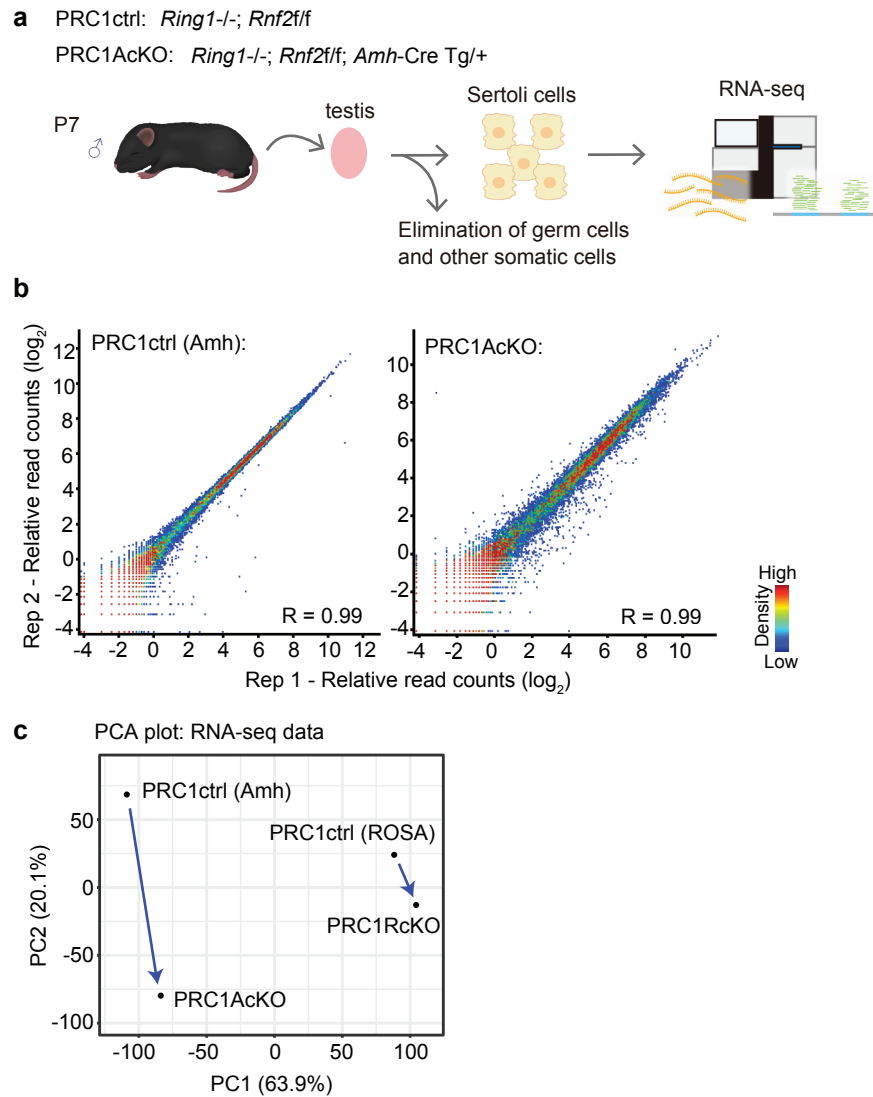 a
PRC1ctrl: Ring1-/-; Rnf2f/f
PRC1AcKO: Ring1-/-; Rnf2f/f; Amh-Cre Tg/+
P7
♂
testis
Sertoli cells
RNA-seq
Elimination of germ cells
and other somatic cells
b
Rep 2 - Relative read counts (log2)
PRC1ctrl (Amh):
12
10
8
6
4
2
0
-2
-4
R = 0.99
-4 -2 0 2 4 6 8 10 12
PRC1AcKO:
10
8
6
4
2
0
-2
-4
R = 0.99
-4 -2 0 2 4 6 8 10
Rep 1 - Relative read counts (log2)
High
Density
Low
c PCA plot: RNA-seq data
PC2 (20.1%)
50
0
-50
-100
PRC1ctrl (Amh)
PRC1ctrl (ROSA)
PRC1RcKO
PRC1AcKO
-100 -50 0 50 100
PC1 (63.9%)